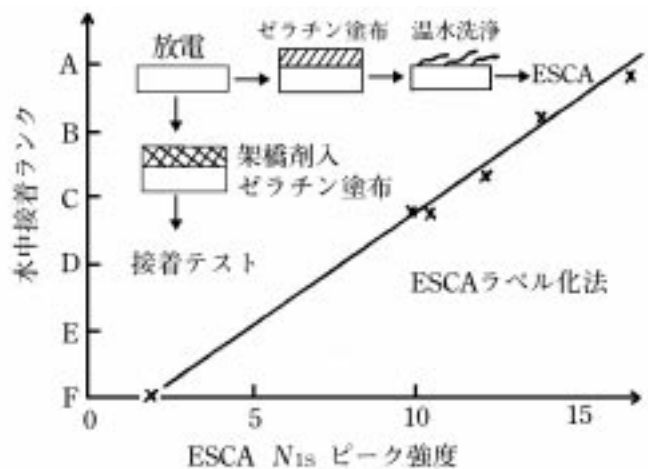 放電
ゼラチン塗布
温水洗浄
ESCA
架橋剤入
ゼラチン塗布
接着テスト
ESCAラベル化法
水中接着ランク
A
B
C
D
E
F
0
5
10
15
ESCA N1s ピーク強度